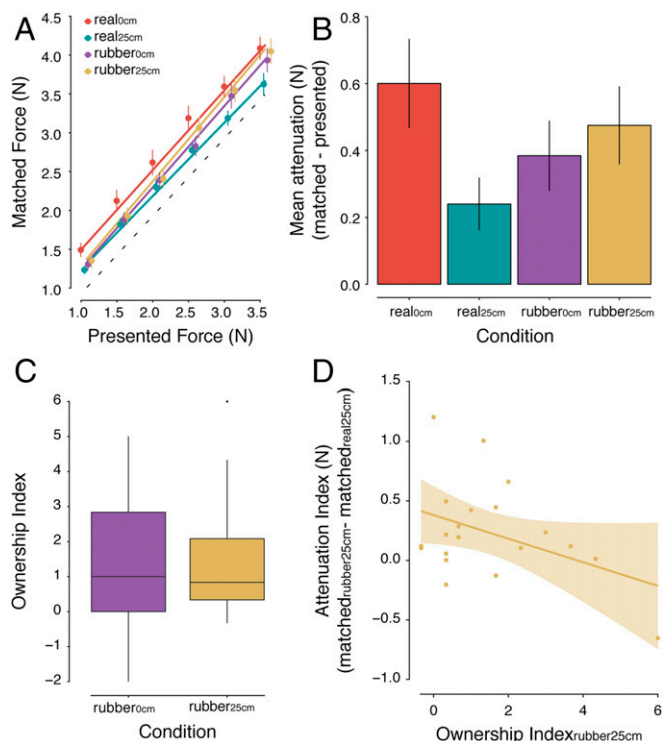 A
real0cm
real25cm
rubber0cm
rubber25cm
Matched Force (N)
4.5
4.0
3.5
3.0
2.5
2.0
1.5
1.0
1.0 1.5 2.0 2.5 3.0 3.5
Presented Force (N)
B
Mean attenuation (N)
(matched - presented)
0.8
0.6
0.4
0.2
0.0
real0cm real25cm rubber0cm rubber25cm
Condition
C
Ownership Index
6
5
4
3
2
1
0
−1
−2
rubber0cm rubber25cm
Condition
D
Attenuation Index (N)
(matchedrubber25cm- matchedreal25cm)
1.5
1.0
0.5
0.0
−0.5
−1.0
0 2 4 6
Ownership Indexrubber25cm